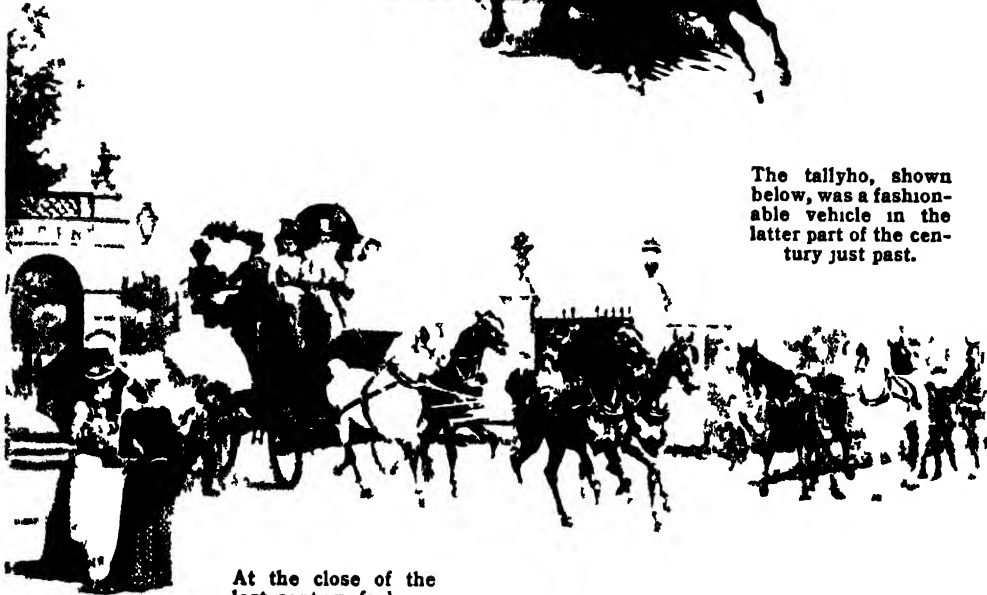 The tallyho, shown
below, was a fashion-
able vehicle in the
latter part of the cen-
tury just past.
At the close of the